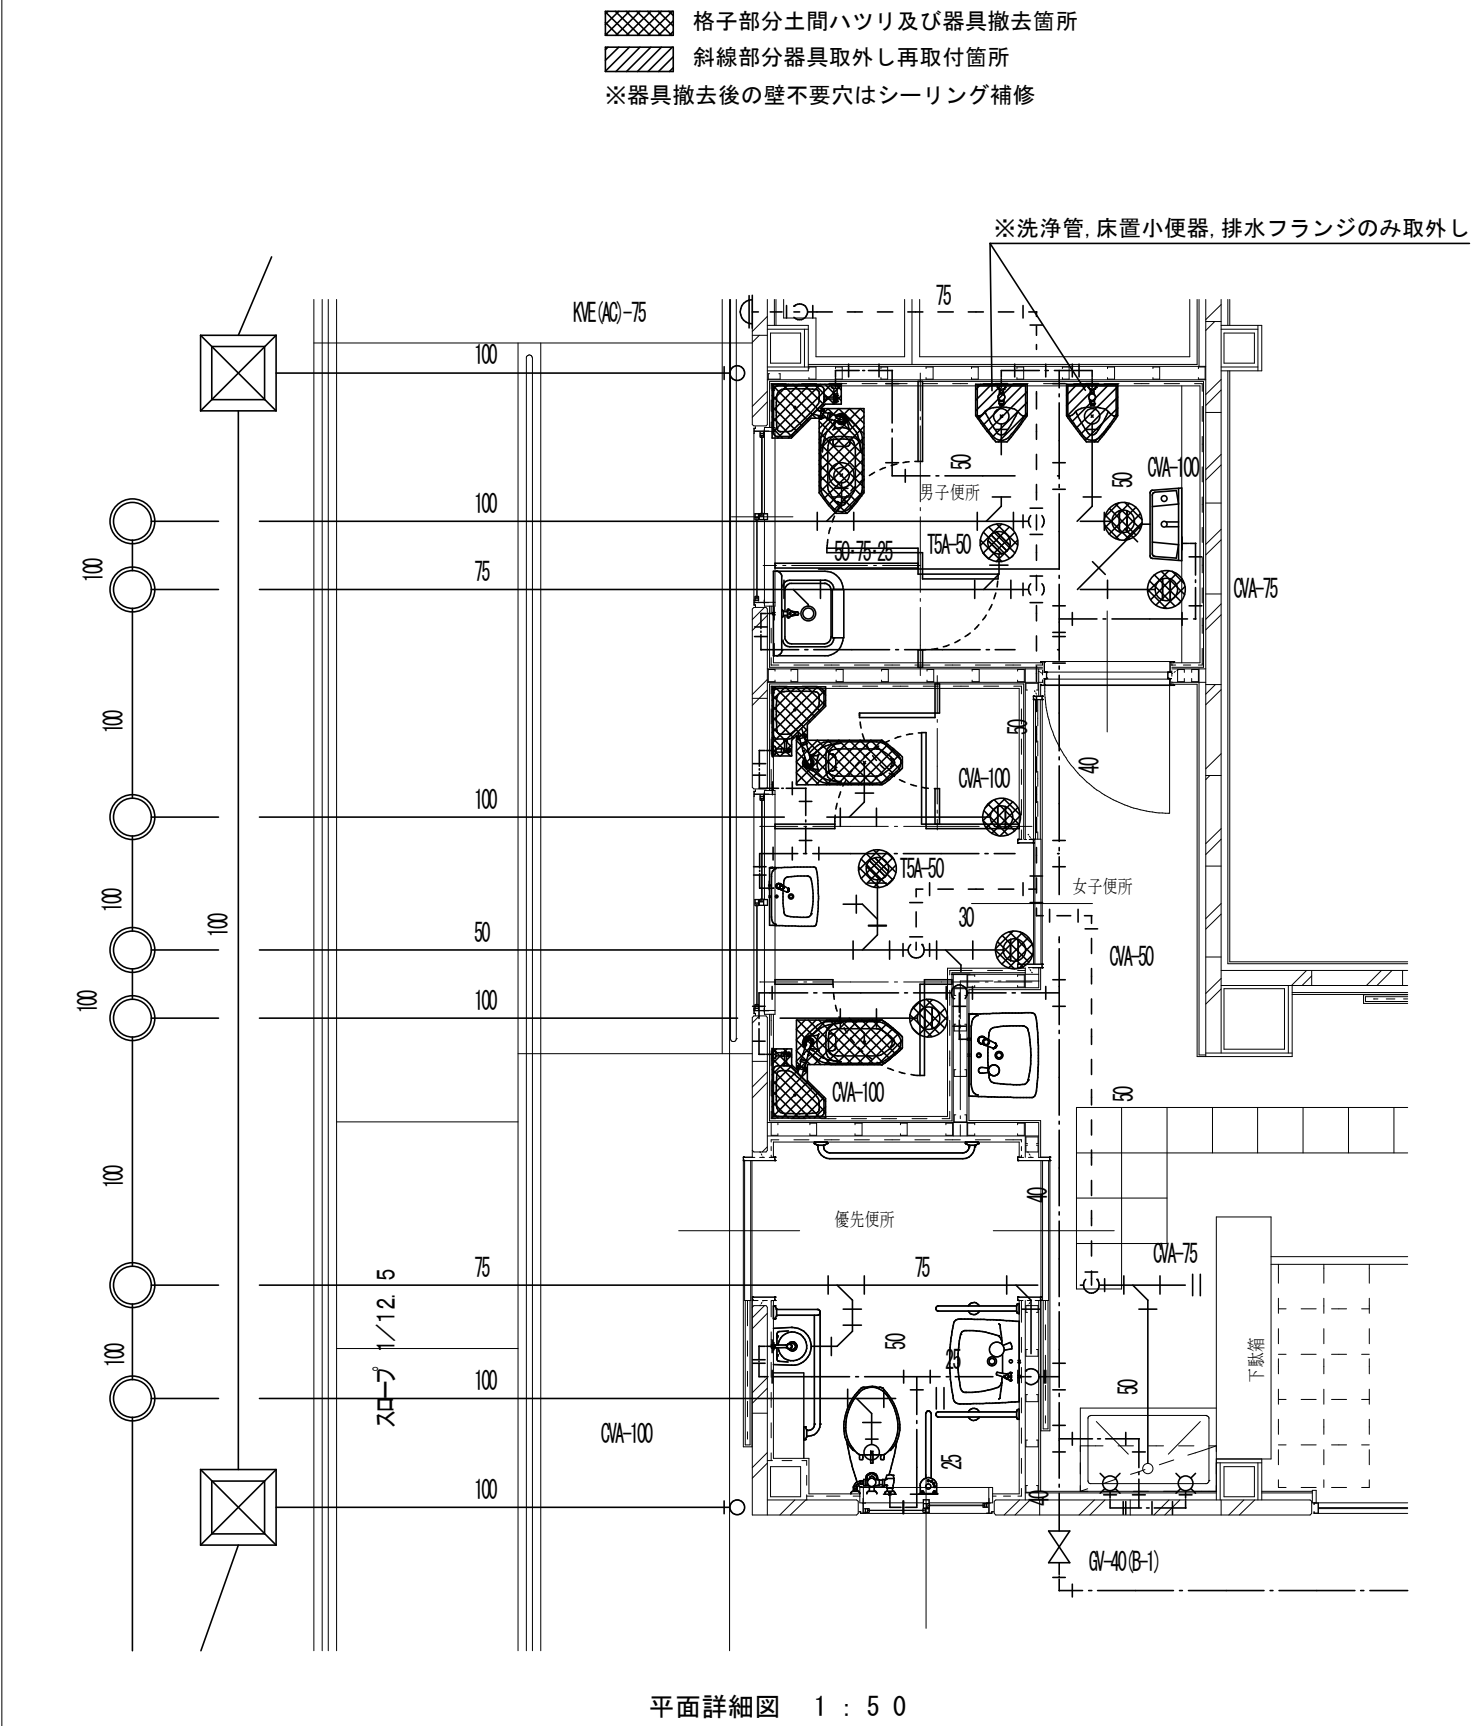 格子部分土間ハツリ及び器具撤去箇所
斜線部分器具取外し再取付箇所
※器具撤去後の壁不要穴はシーリング補修
※洗浄管,床置小便器,排水フランジのみ取外し
KVE(AC)-75
75
100
50
CVA-100
50
男子便所
100
T5A-50
50・75・25
100
75
CVA-75
100
50
40
CVA-100
100
T5A-50
女子便所
100
100
30
50
CVA-50
100
100
CVA-100
50
100
40
優先便所
CVA-75
75
75
スロープ 1/12.5
100
50
25
下駄箱
50
100
CVA-100
25
100
40
GV-40(B-1)
平面詳細図 1:50